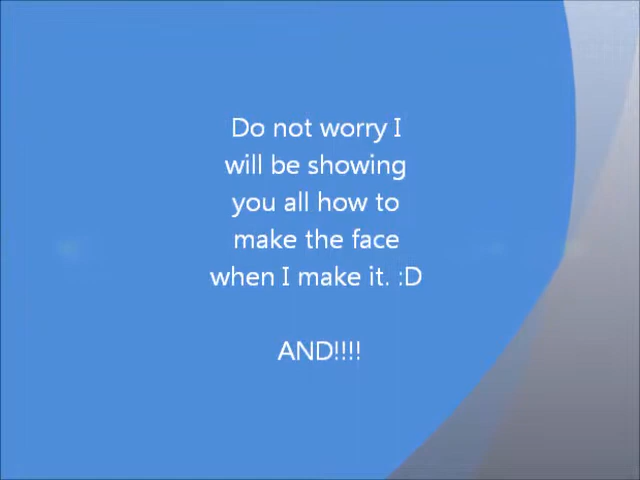 Do not worry I
will be showing
you all how to
make the face
when I make it. :D
AND!!!!